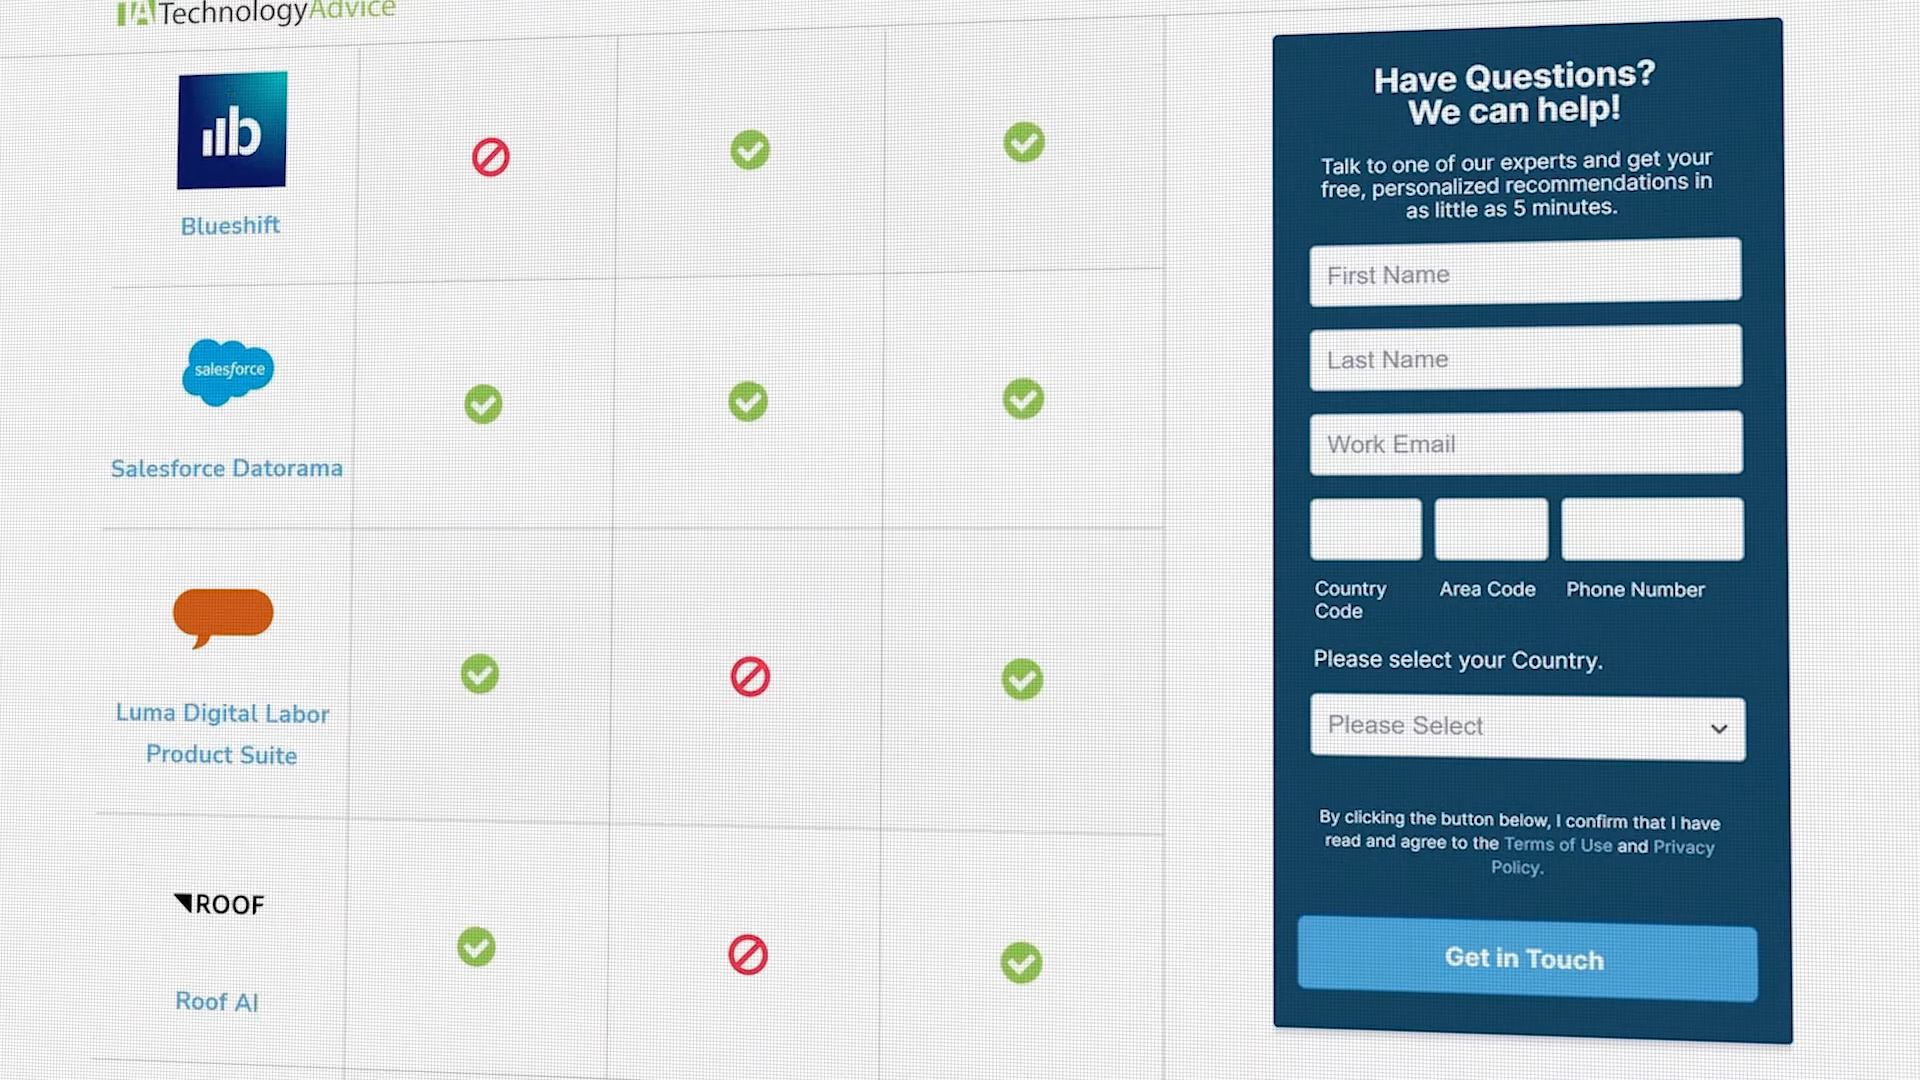 TechnologyAdvice
Blueshift
salesforce
Salesforce Datorama
Luma Digital Labor
Product Suite
ROOF
Roof AI
Have Questions?
We can help!
Talk to one of our experts and get your
free, personalized recommendations in
as little as 5 minutes.
First Name
Last Name
Work Email
Country
Code
Area Code
Phone Number
Please select your Country.
Please Select
By clicking the button below, I confirm that I have
read and agree to the Terms of Use and Privacy
Policy.
Get in Touch